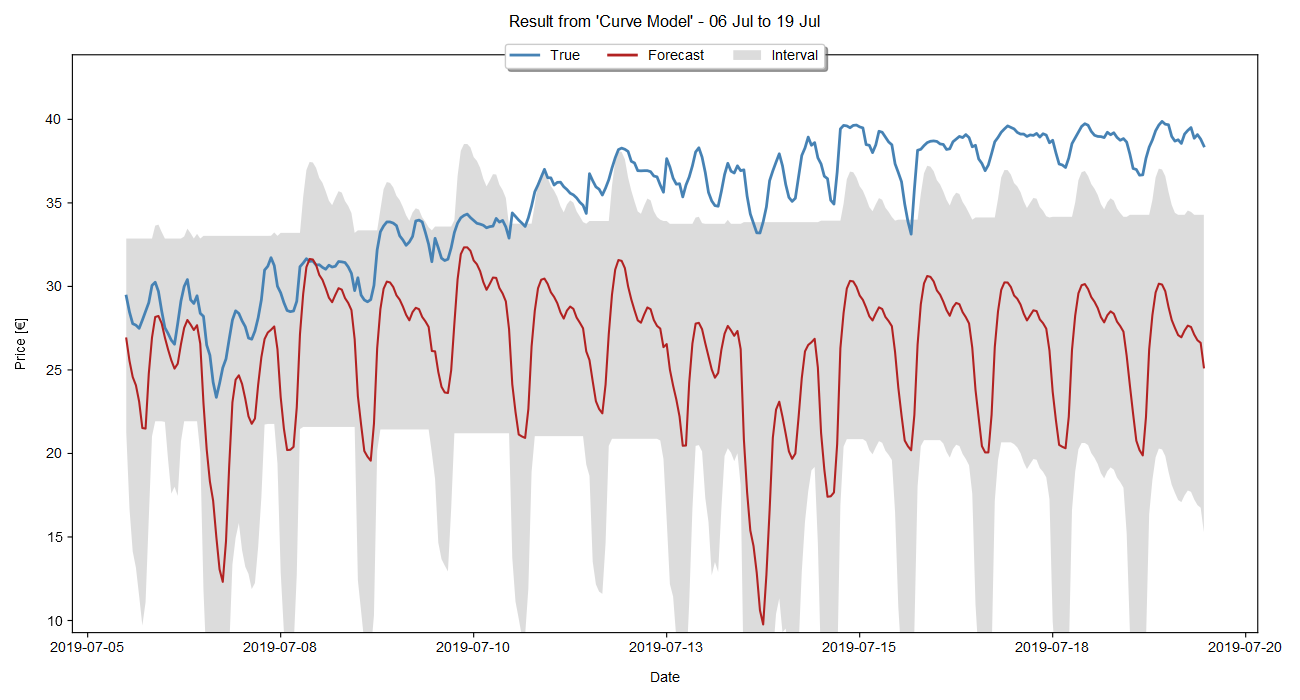 Result from 'Curve Model' - 06 Jul to 19 Jul
True Forecast Interval
Price [€]
40
35
30
25
20
15
10
2019-07-05 2019-07-08 2019-07-10 2019-07-13 2019-07-15 2019-07-18 2019-07-20
Date